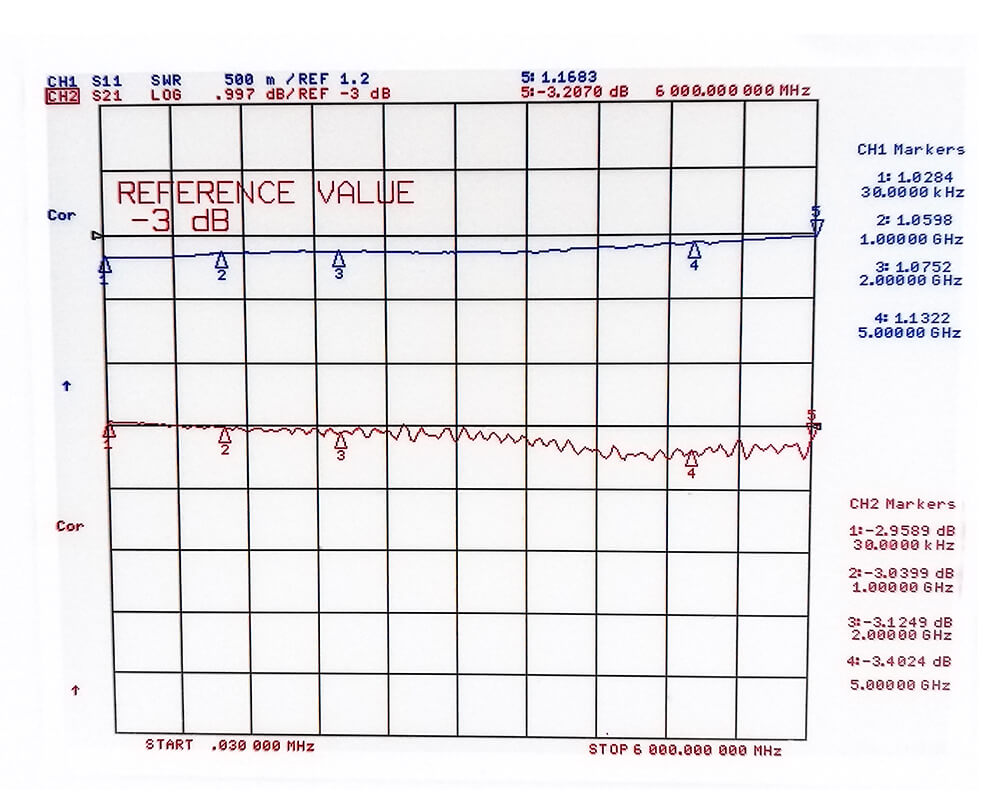 CH1 S11 SWR 500 m /REF 1.2 5: 1.1683
CH2 S21 LOG .997 dB/REF -3 dB 5:-3.2070 dB 6 000.000 000 MHz
CH1 Markers
1: 1.0284
30.0000 kHz
REFERENCE VALUE
-3 dB
Cor
2: 1.0598
1.00000 GHz
3: 1.0752
2.00000 GHz
4: 1.1322
5.00000 GHz
5
1
2
3
4
↑
5
1
2
3
4
Cor
CH2 Markers
1:-2.9589 dB
30.0000 kHz
2:-3.0399 dB
1.00000 GHz
3:-3.1249 dB
2.00000 GHz
4:-3.4024 dB
5.00000 GHz
↑
START .030 000 MHz STOP 6 000.000 000 MHz